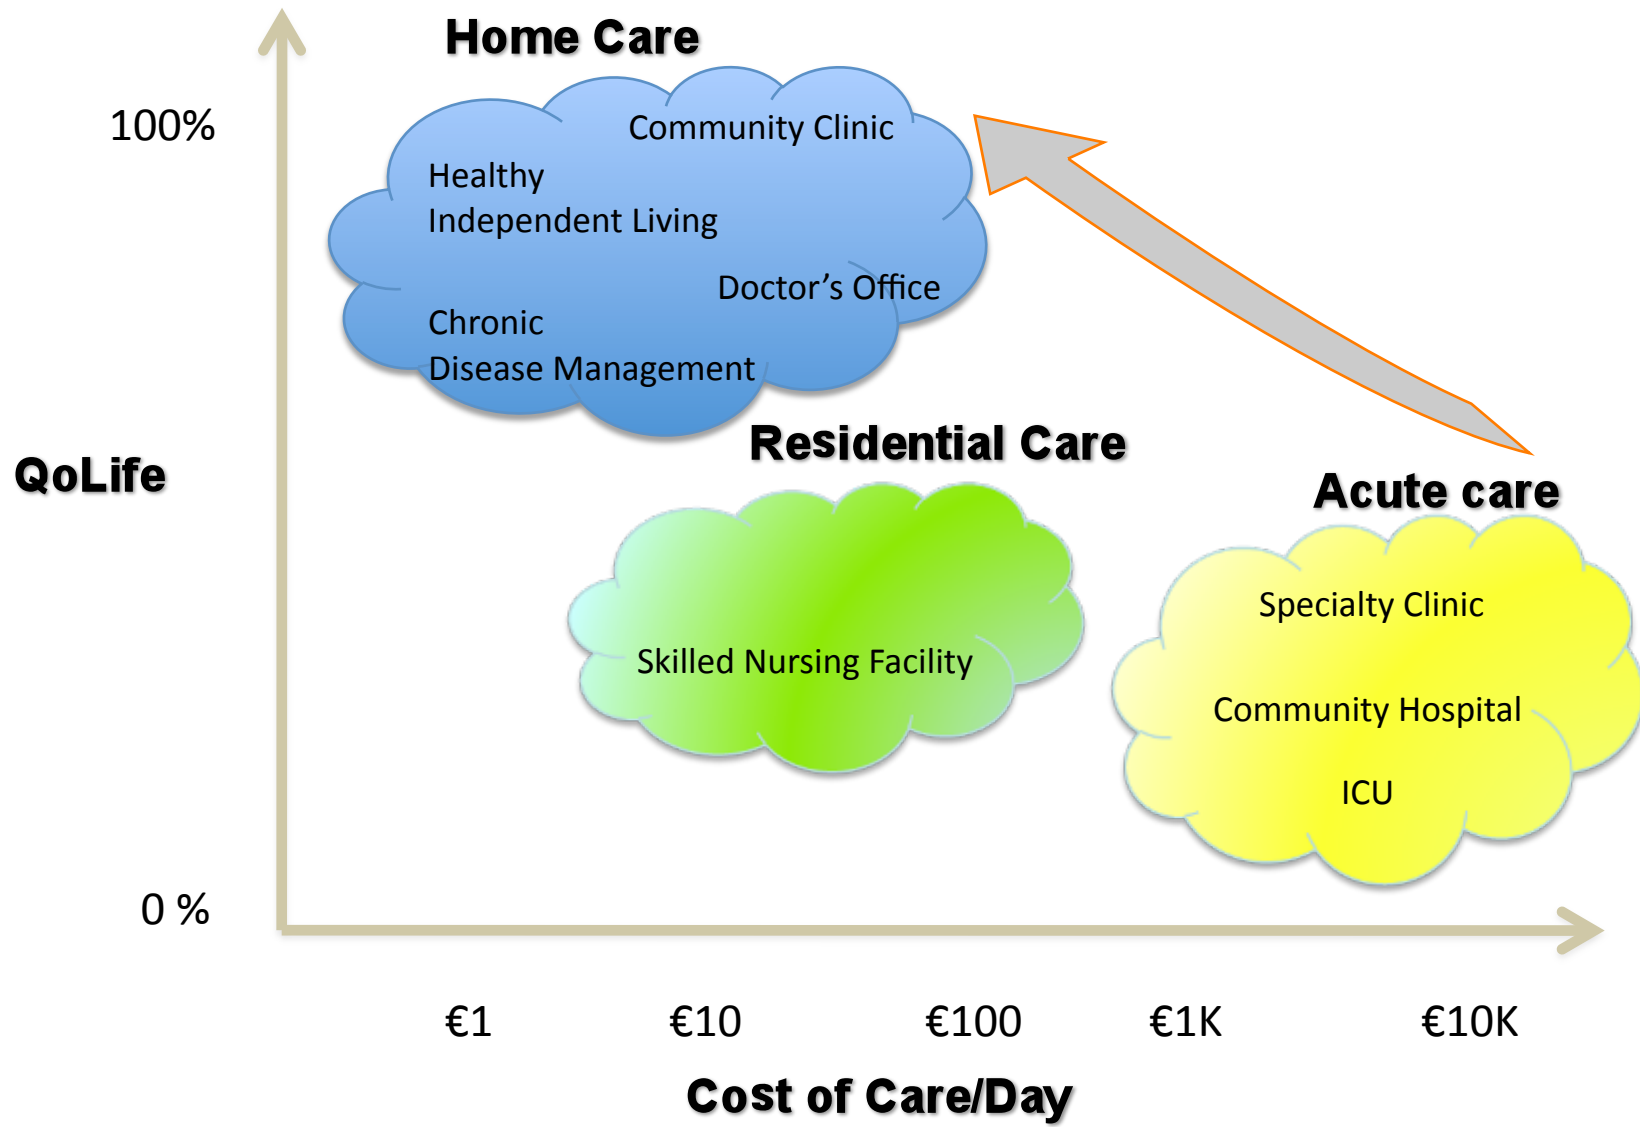 Home Care
100%
Community Clinic
Healthy
Independent Living
Doctor’s Office
Chronic
Disease Management
Residential Care
QoLife
Acute care
Specialty Clinic
Skilled Nursing Facility
Community Hospital
ICU
0 %
€1 €10 €100 €1K €10K
Cost of Care/Day